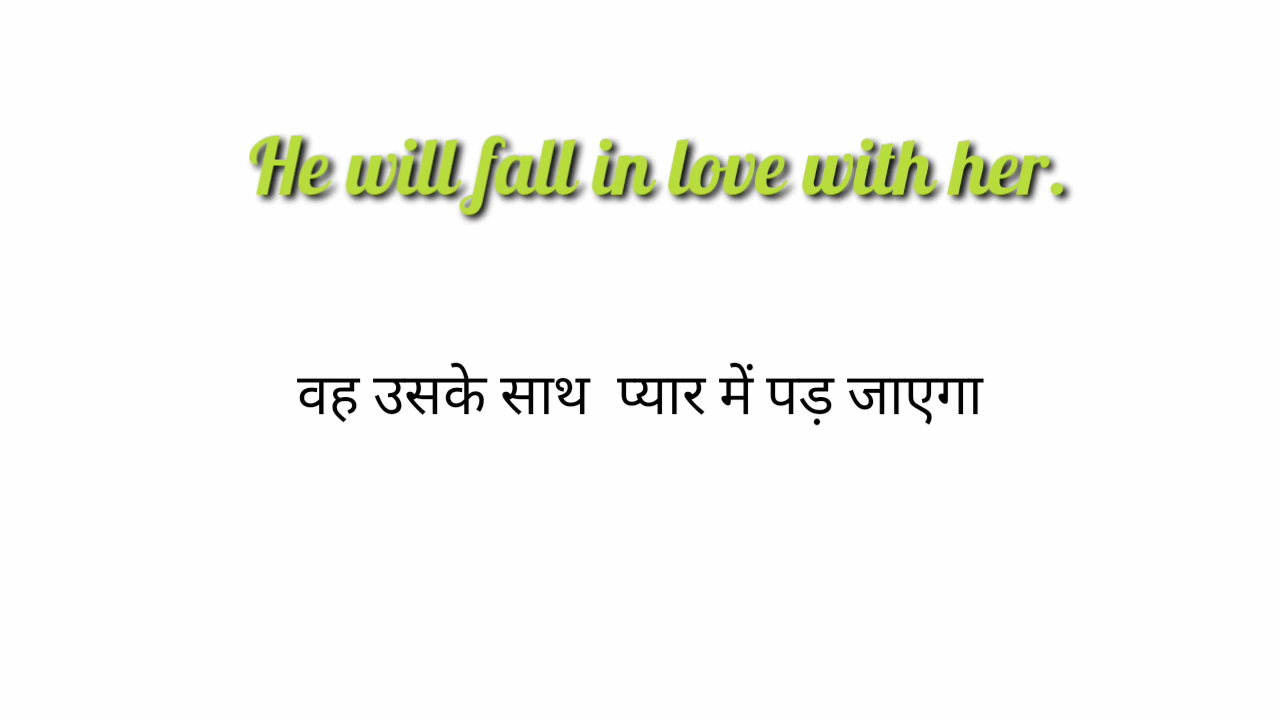 He will fall in love with her.
वह उसके साथ  प्यार में पड़ जाएगा